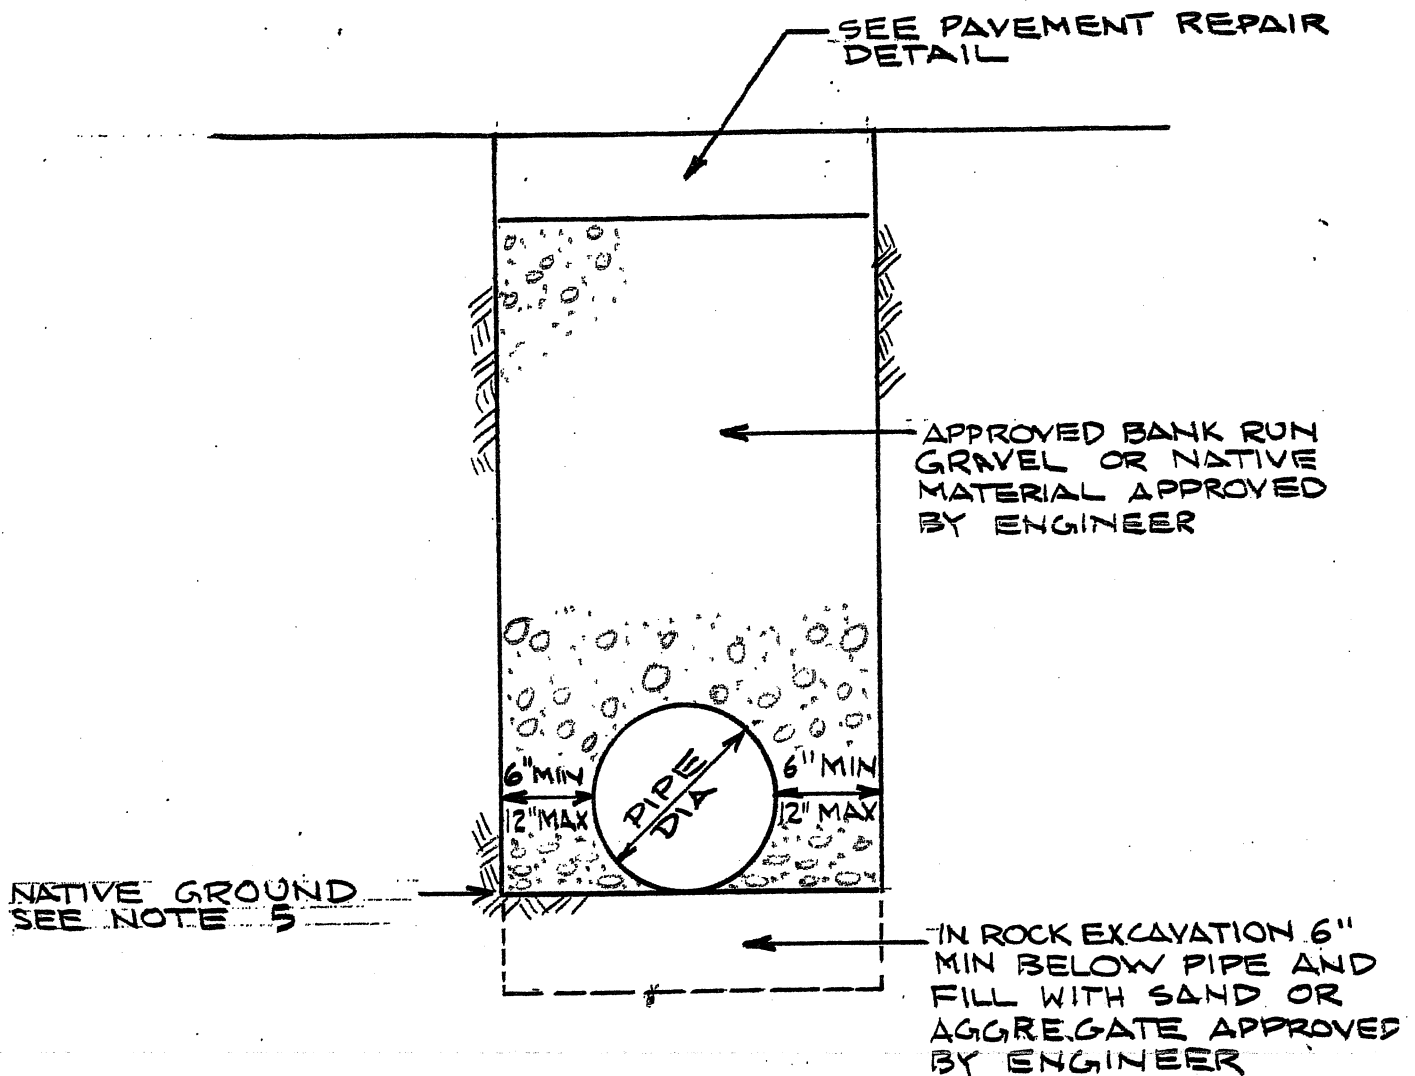 SEE PAVEMENT REPAIR
DETAIL
APPROVED BANK RUN
GRAVEL OR NATIVE
MATERIAL APPROVED
BY ENGINEER
6" MIN
12" MAX
PIPE
DIA
6" MIN
12" MAX
NATIVE GROUND
SEE NOTE 5
IN ROCK EXCAVATION 6"
MIN BELOW PIPE AND
FILL WITH SAND OR
AGGREGATE APPROVED
BY ENGINEER